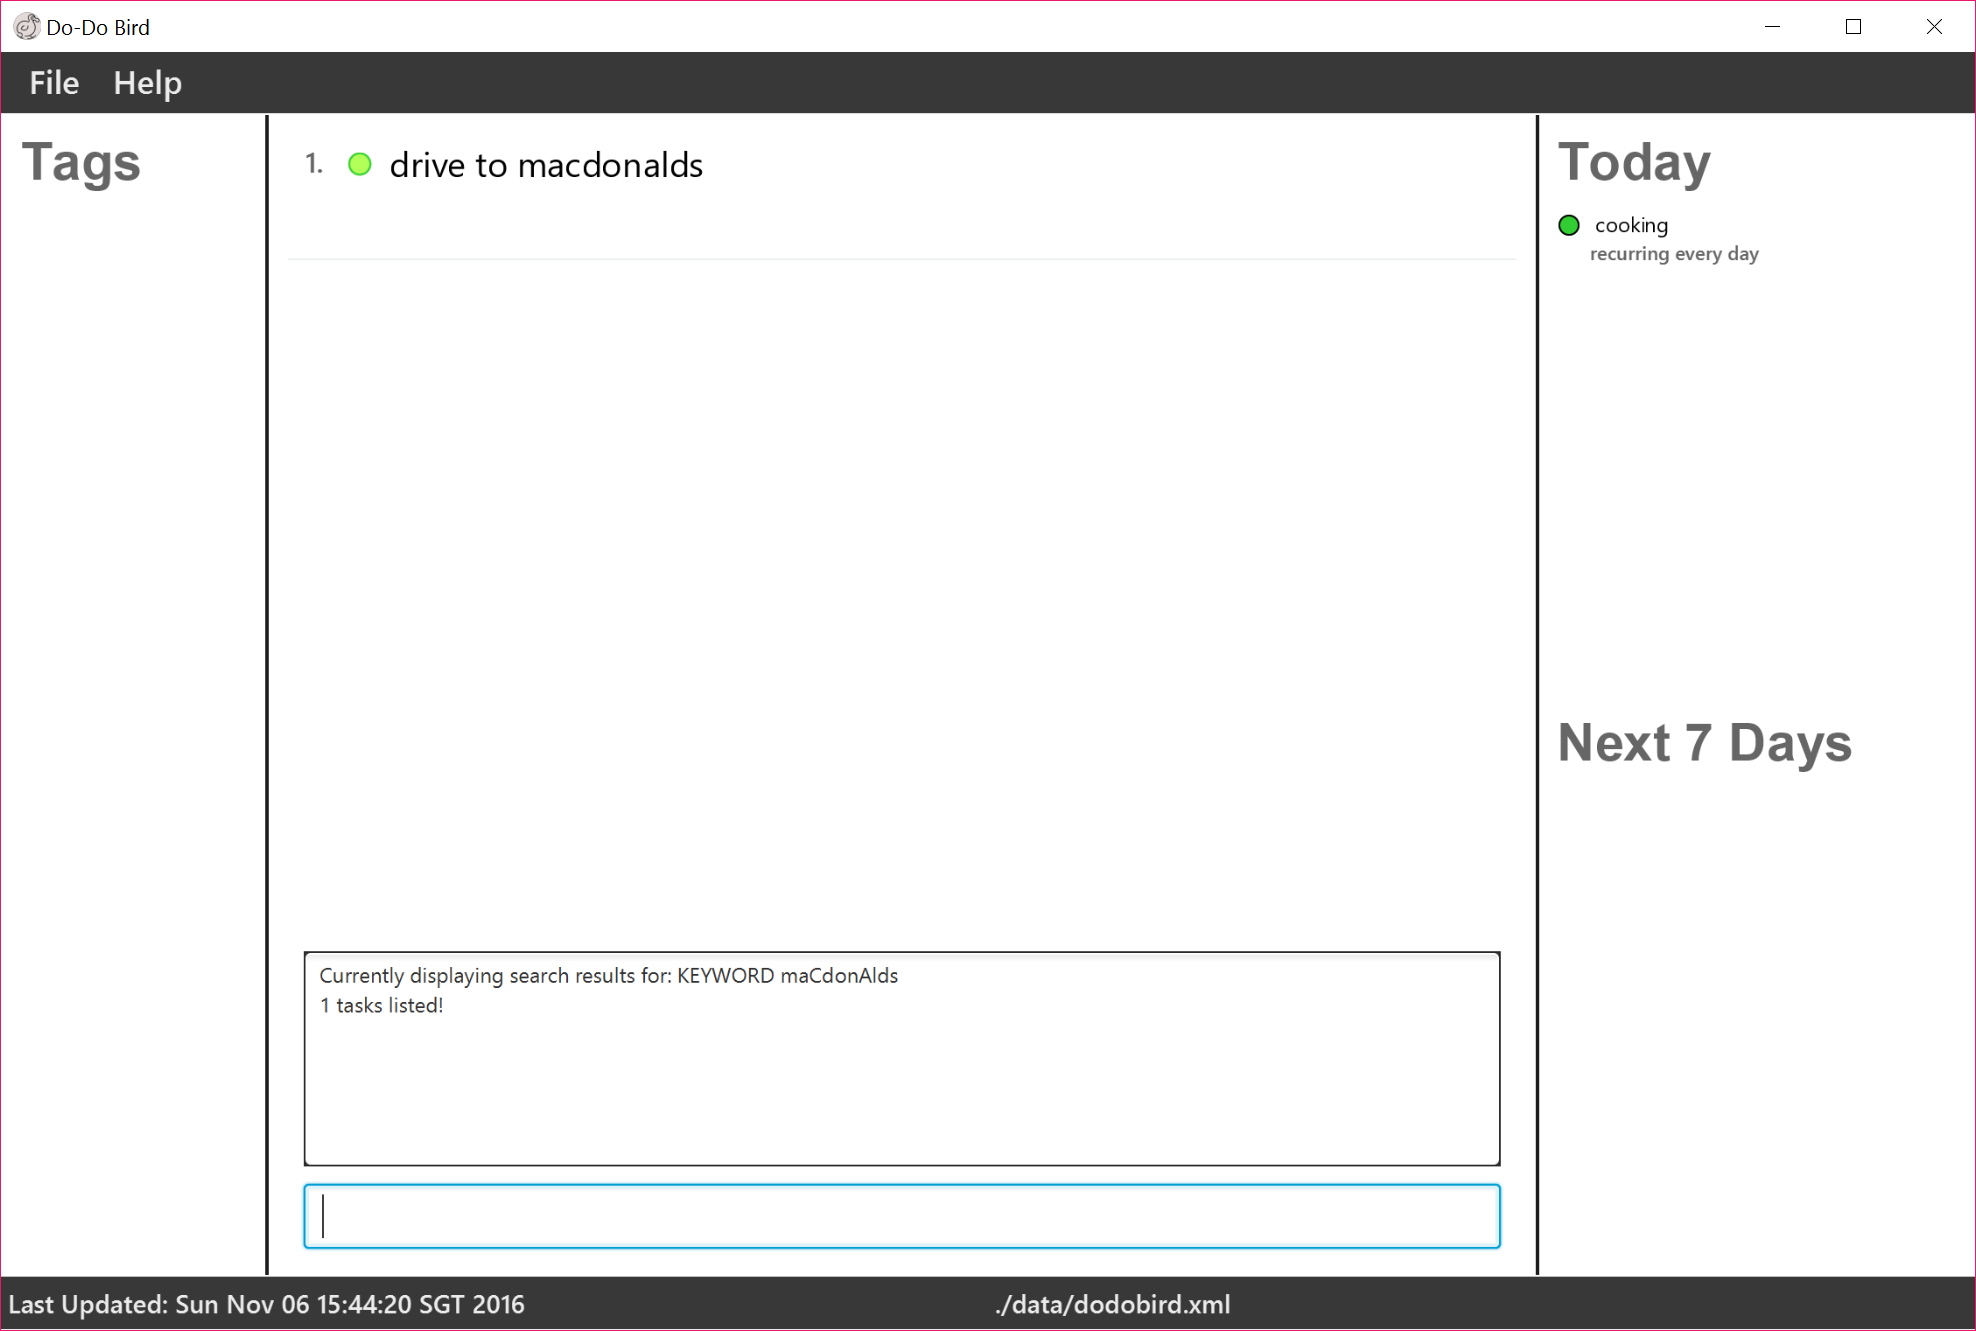 Do-Do Bird
File Help
Tags
1. drive to macdonalds
Today
cooking
recurring every day
Next 7 Days
Currently displaying search results for: KEYWORD maCdonAlds
1 tasks listed!
Last Updated: Sun Nov 06 15:44:20 SGT 2016
./data/dodobird.xml